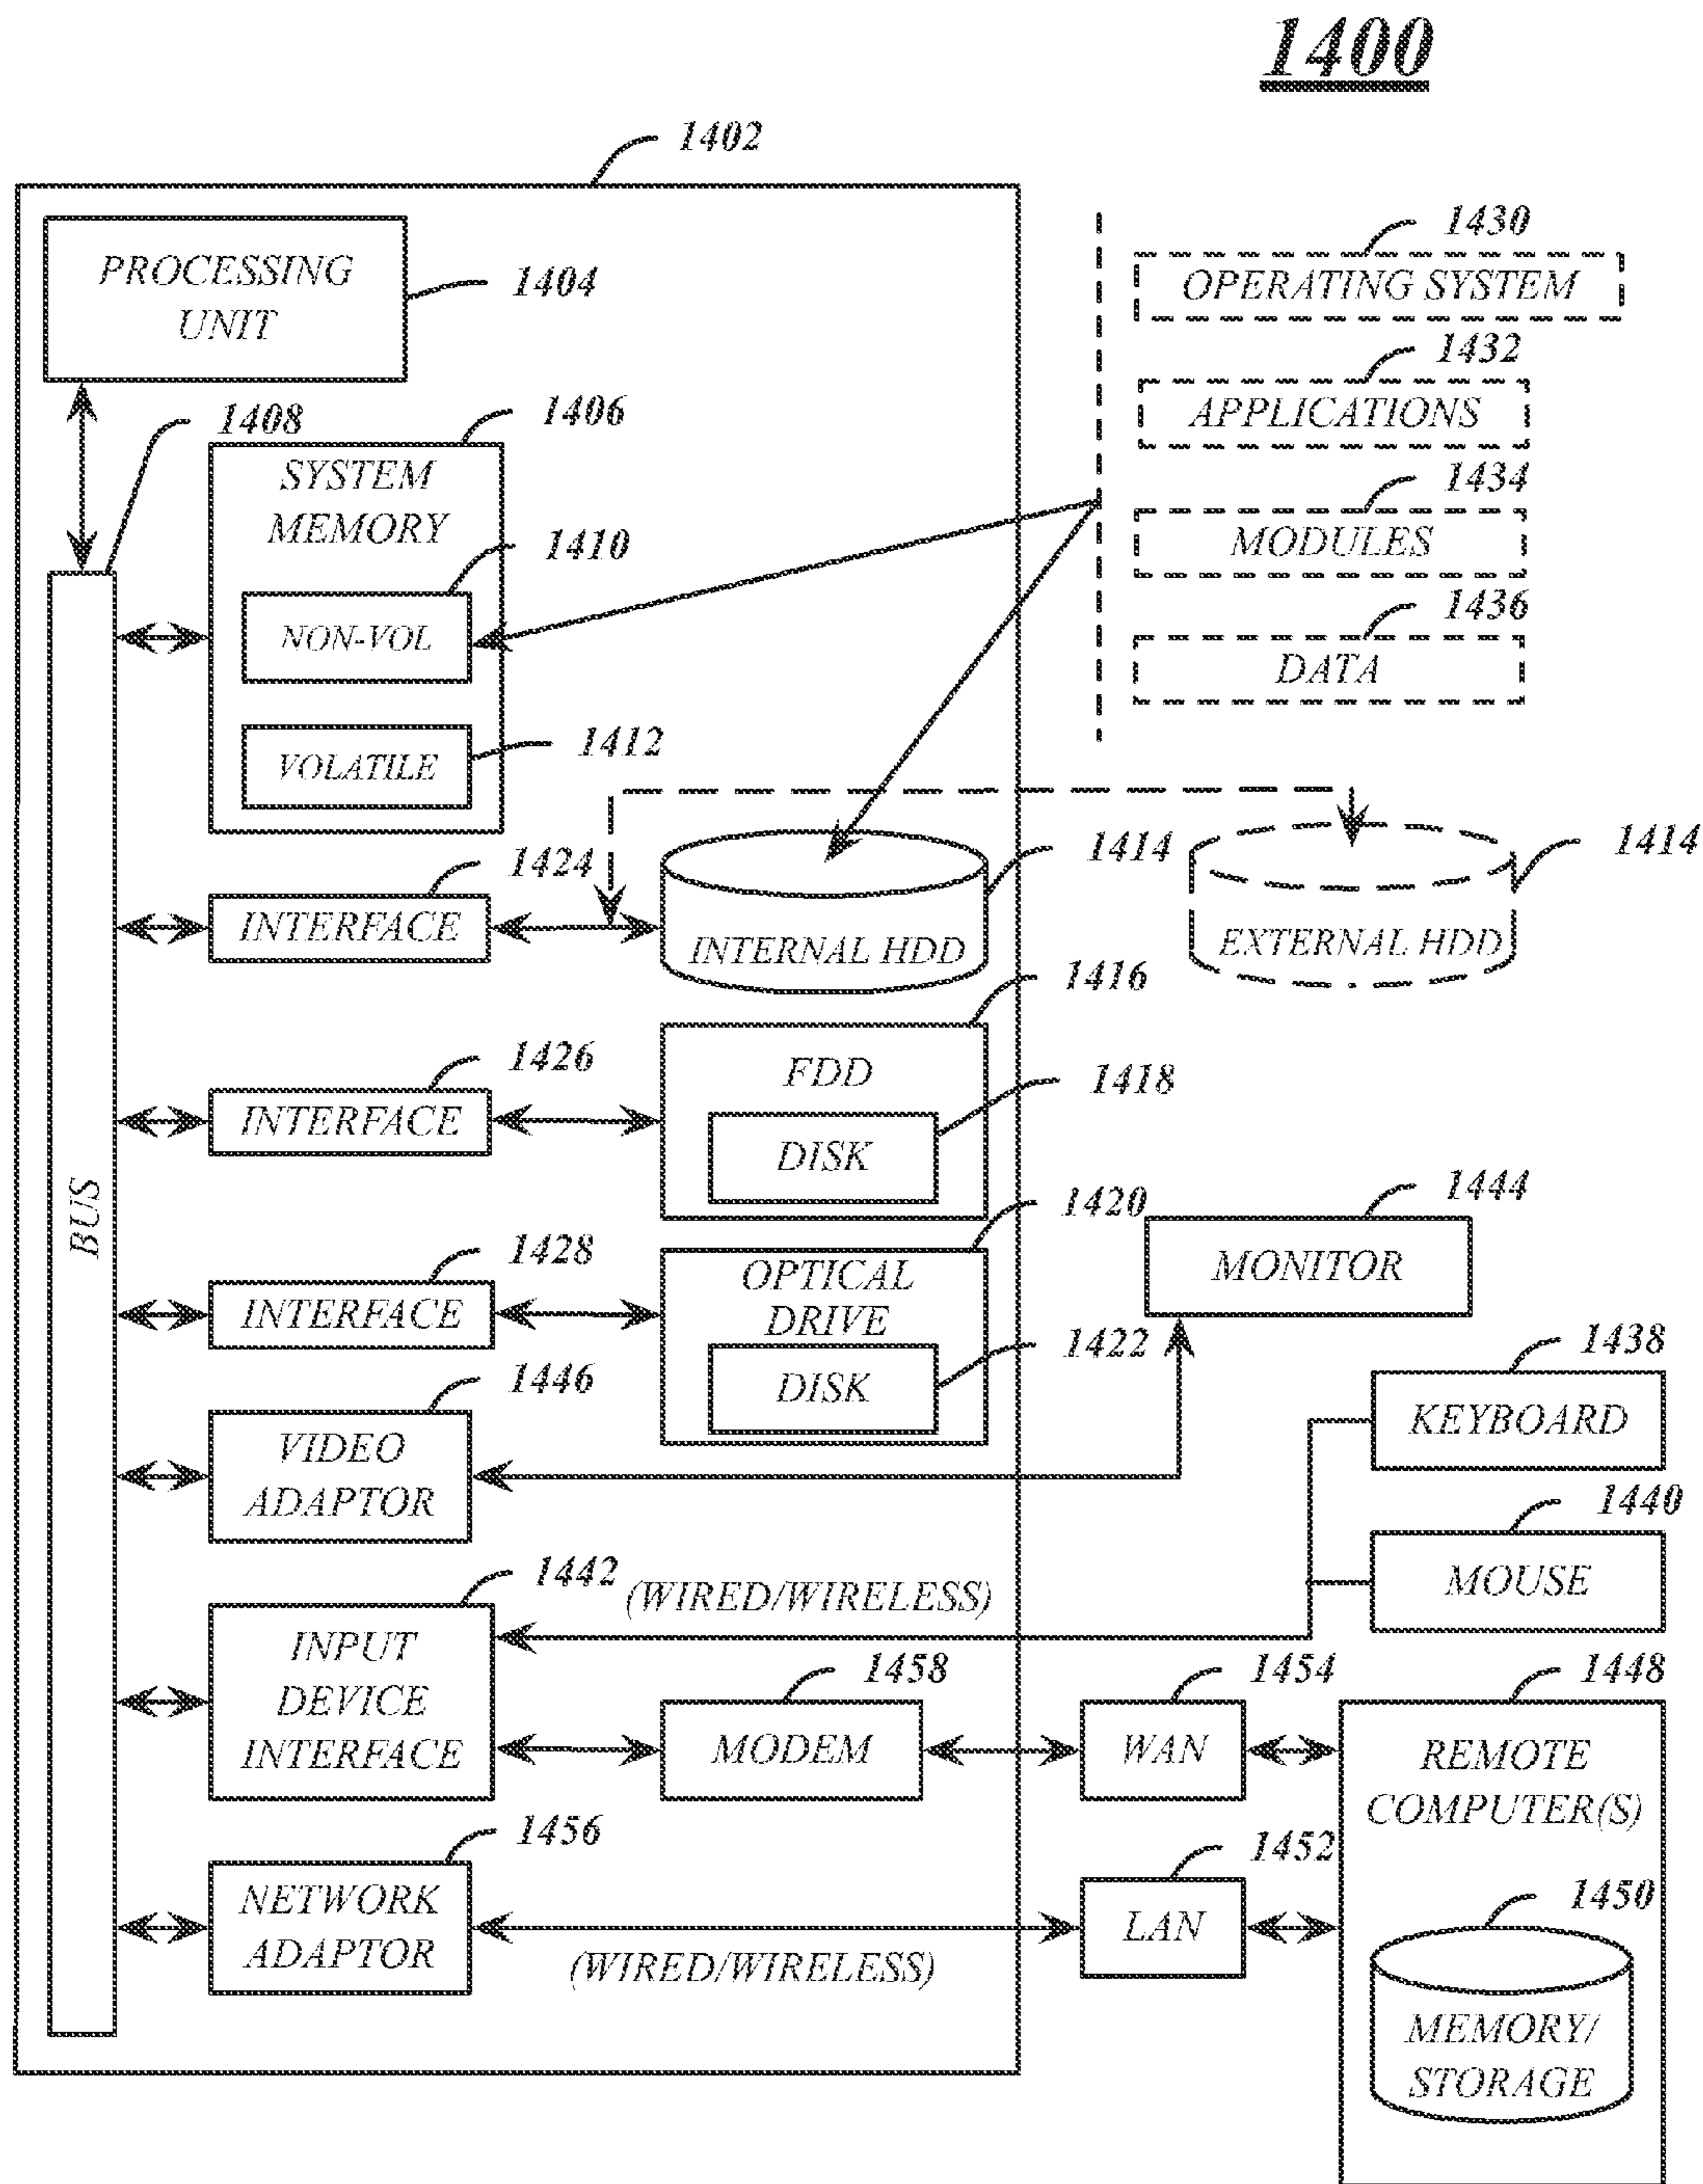 1400
1402
PROCESSING
UNIT
1404
1430
OPERATING SYSTEM
1432
APPLICATIONS
1434
MODULES
1436
DATA
1408
1406
SYSTEM
MEMORY
1410
NON-VOL
1412
VOLATILE
BUS
1424
INTERFACE
1414
INTERNAL HDD
1414
EXTERNAL HDD
1426
INTERFACE
1416
FDD
1418
DISK
1428
INTERFACE
1420
OPTICAL
DRIVE
1422
DISK
1444
MONITOR
1446
VIDEO
ADAPTOR
1438
KEYBOARD
1440
MOUSE
1442
(WIRED/WIRELESS)
INPUT
DEVICE
INTERFACE
1458
MODEM
1454
WAN
1448
REMOTE
COMPUTER(S)
1456
NETWORK
ADAPTOR
(WIRED/WIRELESS)
1452
LAN
1450
MEMORY/
STORAGE